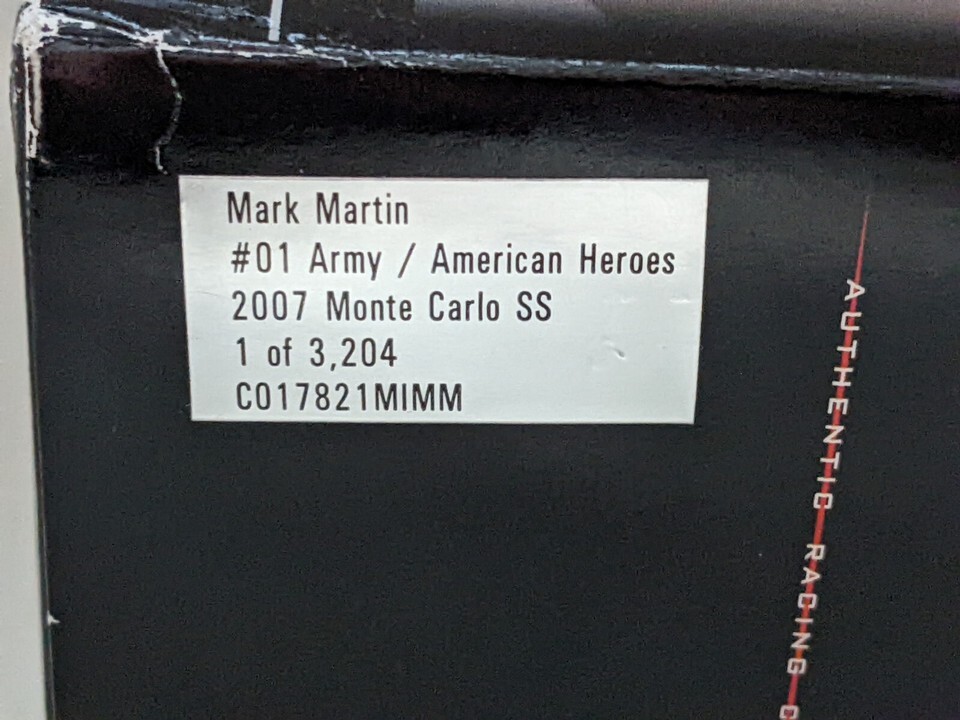 Mark Martin
#01 Army / American Heroes
2007 Monte Carlo SS
1 of 3,204
C017821MIMM
AUTHENTIC RACING